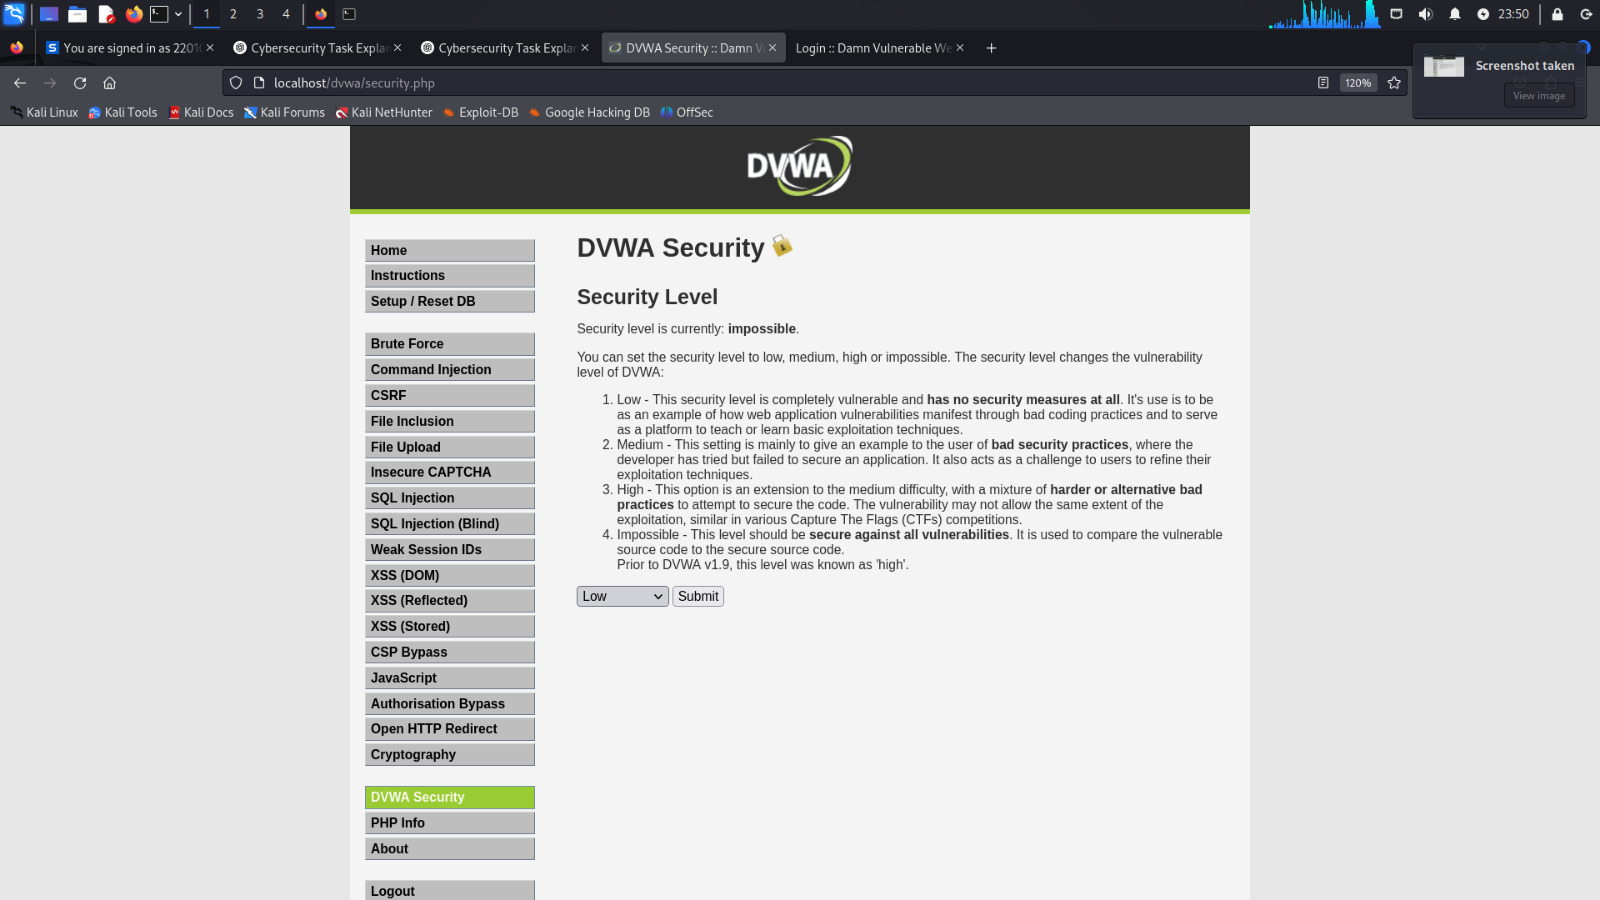 1
2
3
4
23:50
You are signed in as 2201
Cybersecurity Task Explan
Cybersecurity Task Explan
DVWA Security :: Damn V
Login :: Damn Vulnerable We
Screenshot taken
View image
localhost/dvwa/security.php
120%
Kali Linux
Kali Tools
Kali Docs
Kali Forums
Kali NetHunter
Exploit-DB
Google Hacking DB
OffSec
DVWA
Home
Instructions
Setup / Reset DB
Brute Force
Command Injection
CSRF
File Inclusion
File Upload
Insecure CAPTCHA
SQL Injection
SQL Injection (Blind)
Weak Session IDs
XSS (DOM)
XSS (Reflected)
XSS (Stored)
CSP Bypass
JavaScript
Authorisation Bypass
Open HTTP Redirect
Cryptography
DVWA Security
PHP Info
About
Logout
DVWA Security
Security Level
Security level is currently: impossible.
You can set the security level to low, medium, high or impossible. The security level changes the vulnerability
level of DVWA:
1. Low - This security level is completely vulnerable and has no security measures at all. It's use is to be
as an example of how web application vulnerabilities manifest through bad coding practices and to serve
as a platform to teach or learn basic exploitation techniques.
2. Medium - This setting is mainly to give an example to the user of bad security practices, where the
developer has tried but failed to secure an application. It also acts as a challenge to users to refine their
exploitation techniques.
3. High - This option is an extension to the medium difficulty, with a mixture of harder or alternative bad
practices to attempt to secure the code. The vulnerability may not allow the same extent of the
exploitation, similar in various Capture The Flags (CTFs) competitions.
4. Impossible - This level should be secure against all vulnerabilities. It is used to compare the vulnerable
source code to the secure source code.
Prior to DVWA v1.9, this level was known as 'high'.
Low
Submit